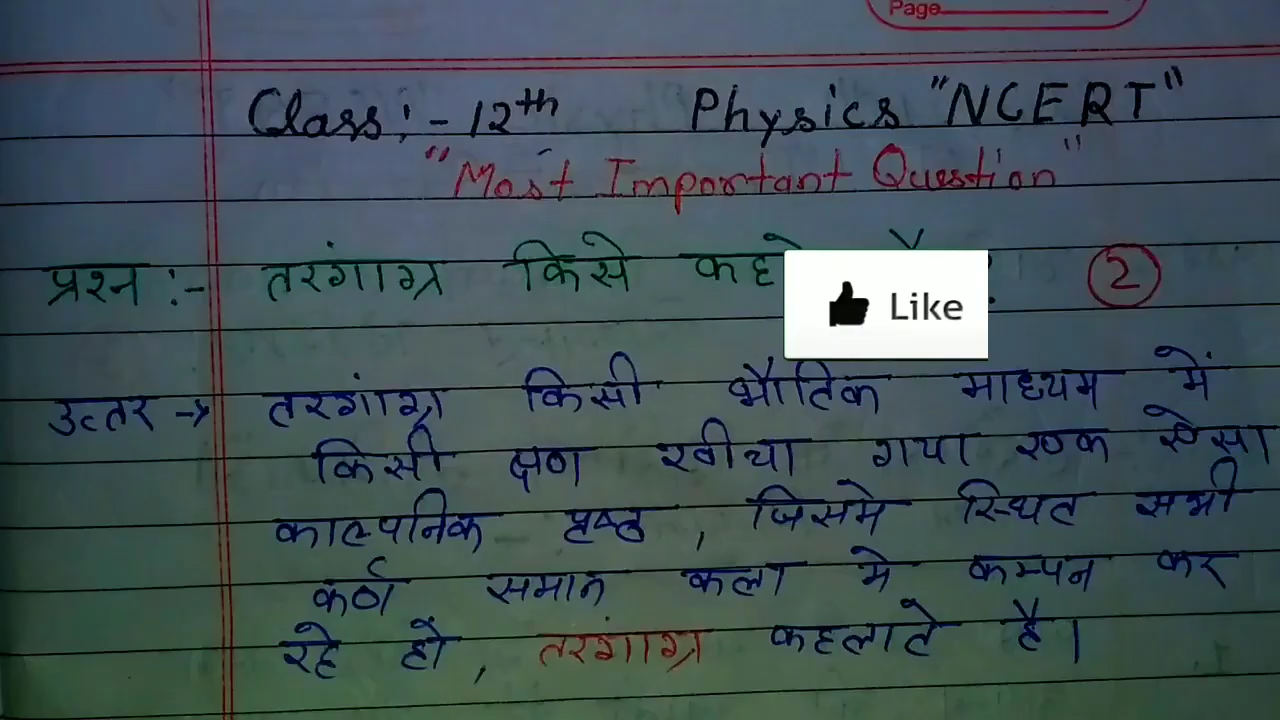 Page
Class:- 12th Physics "NCERT"
"Most Important Question"
प्रश्न :- तरंगाग्र किसे कहते 2
Like
उत्तर → तरंगाग्र किसी भौतिक माध्यम में
किसी क्षण खींचा गया एक ऐसा
काल्पनिक पृष्ठ , जिसमे स्थित सभी
कण समान कला मे कम्पन कर
रहे हो , तरंगाग्र कहलाते है।